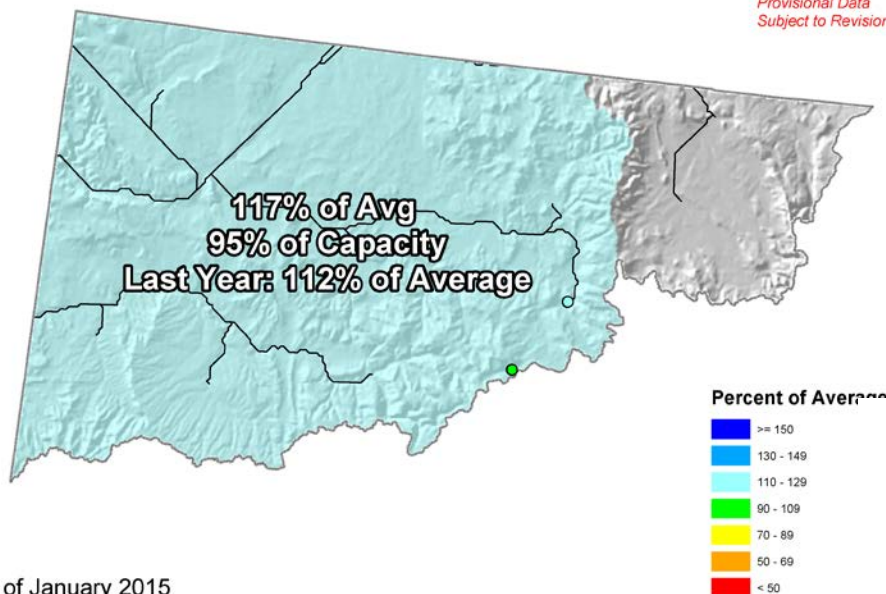 Provisional Data
Subject to Revision
117% of Avg
95% of Capacity
Last Year: 112% of Average
Percent of Average
>= 150
130 - 149
110 - 129
90 - 109
70 - 89
50 - 69
< 50
of January 2015